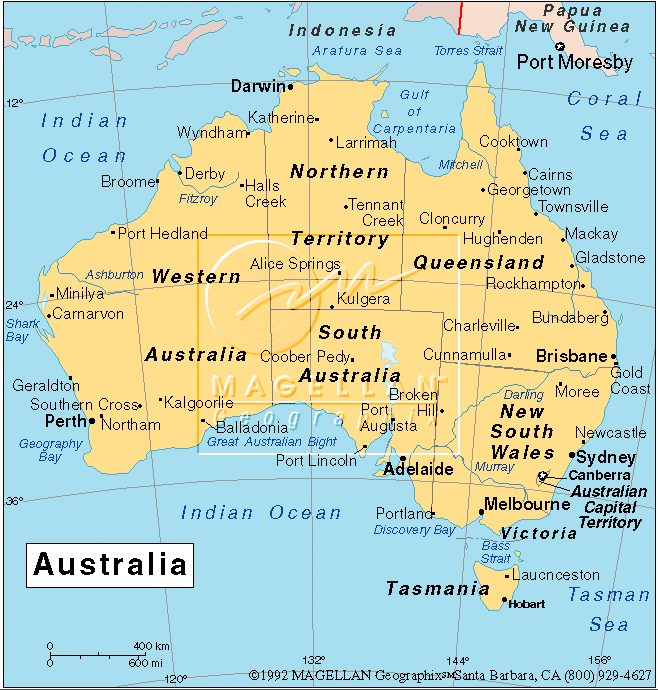 Indonesia
Papua
New Guinea
Arafura Sea
Torres Strait
Port Moresby
Darwin
12°
Gulf
of
Carpentaria
Coral
Sea
Indian
Ocean
Katherine
Wyndham
Larrimah
Cooktown
Northern
Mitchell
Derby
Broome
Halls
Creek
Fitzroy
Cairns
Georgetown
Tennant
Creek
Townsville
Cloncurry
Port Hedland
Territory
Hughenden
Mackay
Alice Springs
Queensland
Gladstone
Ashburton
Western
Rockhampton
Minilya
Kulgera
24°
Carnarvon
Shark
Bay
South
Charleville
Bundaberg
Australia
Coober Pedy
Cunnamulla
Brisbane
Australia
Gold
Coast
Geraldton
MAGELLAN
Geographix
Broken
Hill
Darling
Moree
Southern Cross
Kalgoorlie
Port
Augusta
New
South
Wales
Perth
Northam
Balladonia
Great Australian Bight
Newcastle
Geography
Bay
Port Lincoln
Adelaide
Murray
Sydney
Canberra
Australian
Capital
Territory
36°
Indian Ocean
Portland
Melbourne
Discovery Bay
Victoria
Bass
Strait
Australia
Tasmania
Laucnceston
Hobart
Tasman
Sea
0 400 km
0 600 mi
120°
132°
144°
156°
©1992 MAGELLAN Geographix℠ Santa Barbara, CA (800) 929-4627